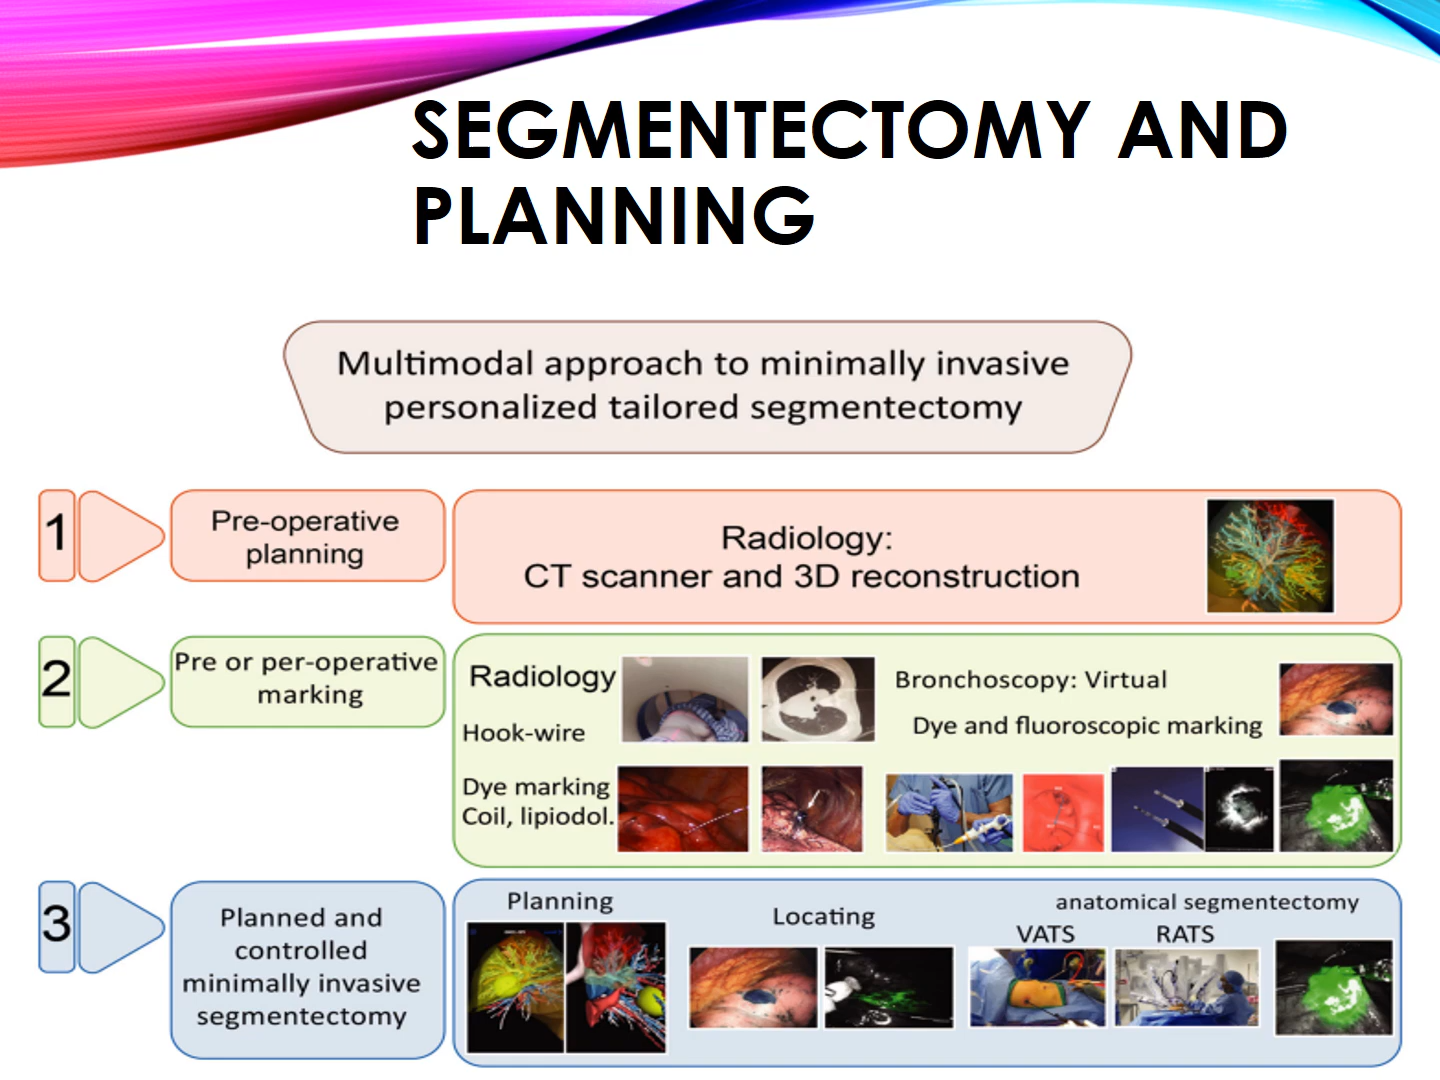 SEGMENTECTOMY AND
PLANNING
Multimodal approach to minimally invasive
personalized tailored segmentectomy
1
Pre-operative
planning
Radiology:
CT scanner and 3D reconstruction
2
Pre or per-operative
marking
Radiology
Hook-wire
Dye marking
Coil, lipiodol.
Bronchoscopy: Virtual
Dye and fluoroscopic marking
3
Planned and
controlled
minimally invasive
segmentectomy
Planning
Locating
anatomical segmentectomy
VATS
RATS